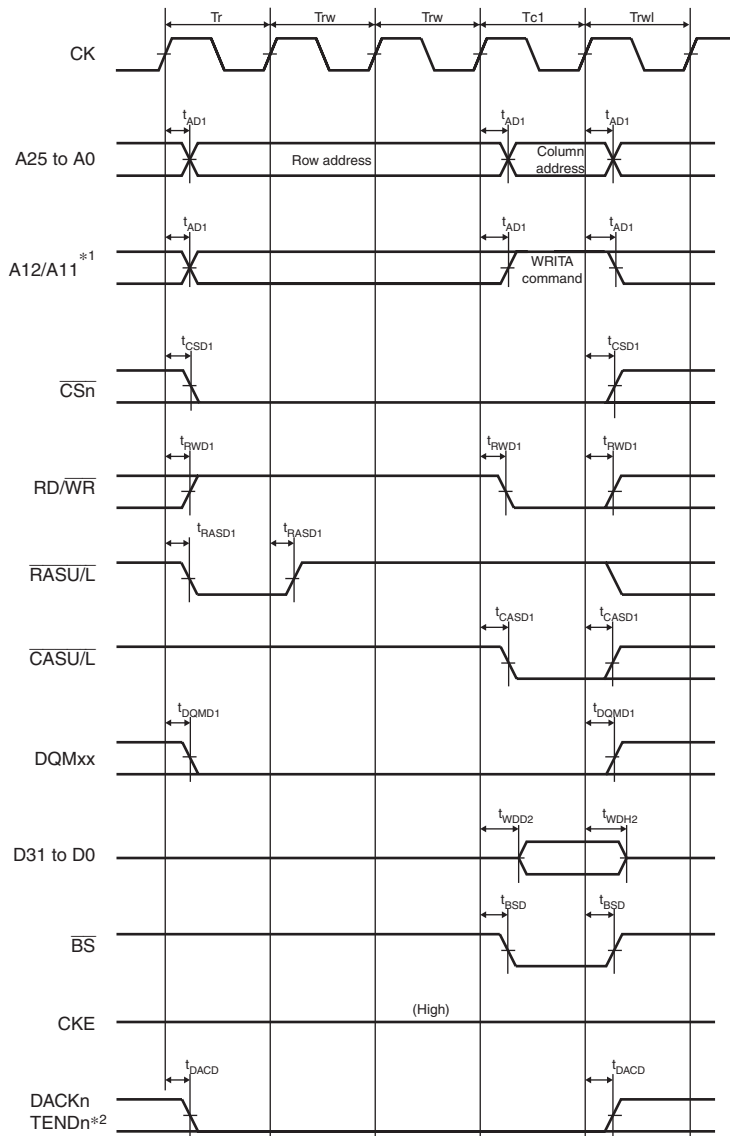 Tr Trw Trw Tc1 Trwl
CK
tAD1 tAD1 tAD1
A25 to A0 Row address Column address
tAD1 tAD1 tAD1
A12/A11*1 WRITA command
tCSD1 tCSD1
CSn
tRWD1 tRWD1 tRWD1
RD/WR
tRASD1 tRASD1
RASU/L
tCASD1 tCASD1
CASU/L
tDQMD1 tDQMD1
DQMxx
tWDD2 tWDH2
D31 to D0
tBSD tBSD
BS
(High)
CKE
tDACD tDACD
DACKn
TENDn*2